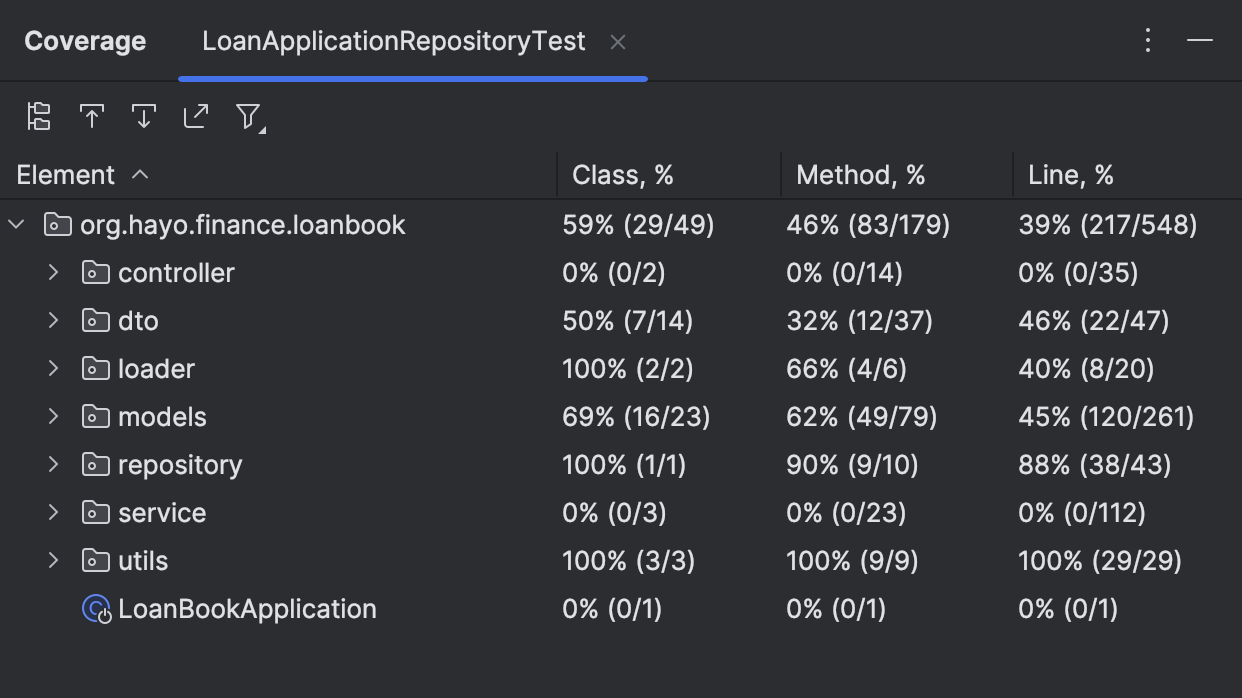 Coverage LoanApplicationRepositoryTest
Element Class, % Method, % Line, %
org.hayo.finance.loanbook 59% (29/49) 46% (83/179) 39% (217/548)
controller 0% (0/2) 0% (0/14) 0% (0/35)
dto 50% (7/14) 32% (12/37) 46% (22/47)
loader 100% (2/2) 66% (4/6) 40% (8/20)
models 69% (16/23) 62% (49/79) 45% (120/261)
repository 100% (1/1) 90% (9/10) 88% (38/43)
service 0% (0/3) 0% (0/23) 0% (0/112)
utils 100% (3/3) 100% (9/9) 100% (29/29)
LoanBookApplication 0% (0/1) 0% (0/1) 0% (0/1)